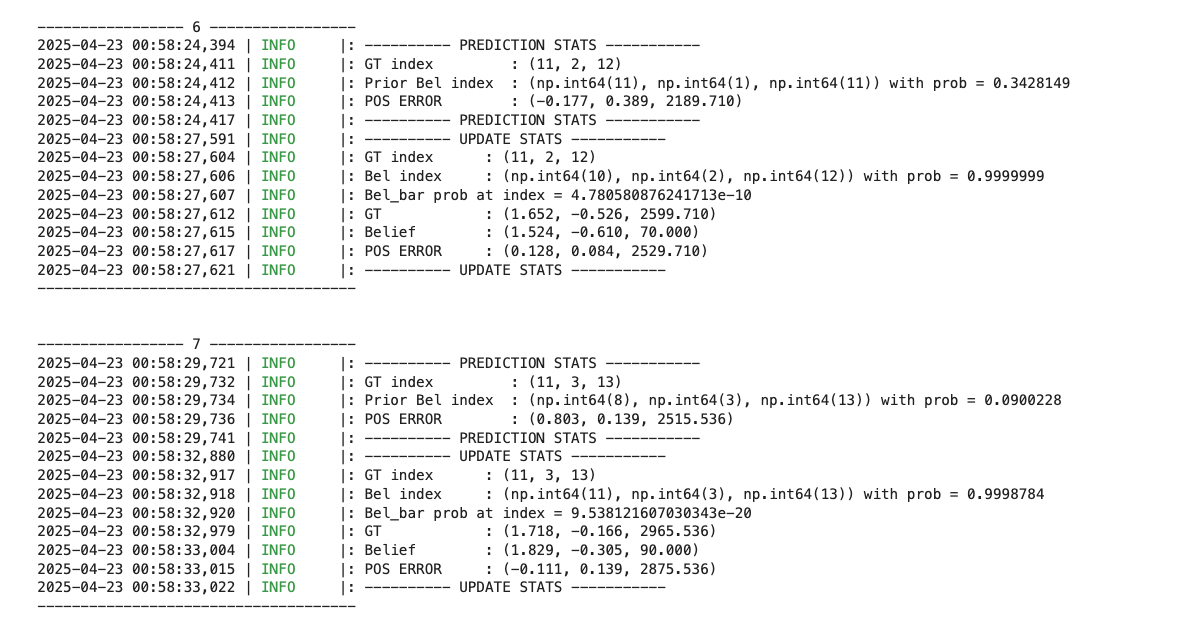 ----------------- 6 -----------------
2025-04-23 00:58:24,394 | INFO     |: ---------- PREDICTION STATS -----------
2025-04-23 00:58:24,411 | INFO     |: GT index         : (11, 2, 12)
2025-04-23 00:58:24,412 | INFO     |: Prior Bel index  : (np.int64(11), np.int64(1), np.int64(11)) with prob = 0.3428149
2025-04-23 00:58:24,413 | INFO     |: POS ERROR        : (-0.177, 0.389, 2189.710)
2025-04-23 00:58:24,417 | INFO     |: ---------- PREDICTION STATS -----------
2025-04-23 00:58:27,591 | INFO     |: ---------- UPDATE STATS -----------
2025-04-23 00:58:27,604 | INFO     |: GT index      : (11, 2, 12)
2025-04-23 00:58:27,606 | INFO     |: Bel index     : (np.int64(10), np.int64(2), np.int64(12)) with prob = 0.9999999
2025-04-23 00:58:27,607 | INFO     |: Bel_bar prob at index = 4.780580876241713e-10
2025-04-23 00:58:27,612 | INFO     |: GT            : (1.652, -0.526, 2599.710)
2025-04-23 00:58:27,615 | INFO     |: Belief        : (1.524, -0.610, 70.000)
2025-04-23 00:58:27,617 | INFO     |: POS ERROR     : (0.128, 0.084, 2529.710)
2025-04-23 00:58:27,621 | INFO     |: ---------- UPDATE STATS -----------
-------------------------------------
----------------- 7 -----------------
2025-04-23 00:58:29,721 | INFO     |: ---------- PREDICTION STATS -----------
2025-04-23 00:58:29,732 | INFO     |: GT index         : (11, 3, 13)
2025-04-23 00:58:29,734 | INFO     |: Prior Bel index  : (np.int64(8), np.int64(3), np.int64(13)) with prob = 0.0900228
2025-04-23 00:58:29,736 | INFO     |: POS ERROR        : (0.803, 0.139, 2515.536)
2025-04-23 00:58:29,741 | INFO     |: ---------- PREDICTION STATS -----------
2025-04-23 00:58:32,880 | INFO     |: ---------- UPDATE STATS -----------
2025-04-23 00:58:32,917 | INFO     |: GT index      : (11, 3, 13)
2025-04-23 00:58:32,918 | INFO     |: Bel index     : (np.int64(11), np.int64(3), np.int64(13)) with prob = 0.9998784
2025-04-23 00:58:32,920 | INFO     |: Bel_bar prob at index = 9.538121607030343e-20
2025-04-23 00:58:32,979 | INFO     |: GT            : (1.718, -0.166, 2965.536)
2025-04-23 00:58:33,004 | INFO     |: Belief        : (1.829, -0.305, 90.000)
2025-04-23 00:58:33,015 | INFO     |: POS ERROR     : (-0.111, 0.139, 2875.536)
2025-04-23 00:58:33,022 | INFO     |: ---------- UPDATE STATS -----------
-------------------------------------